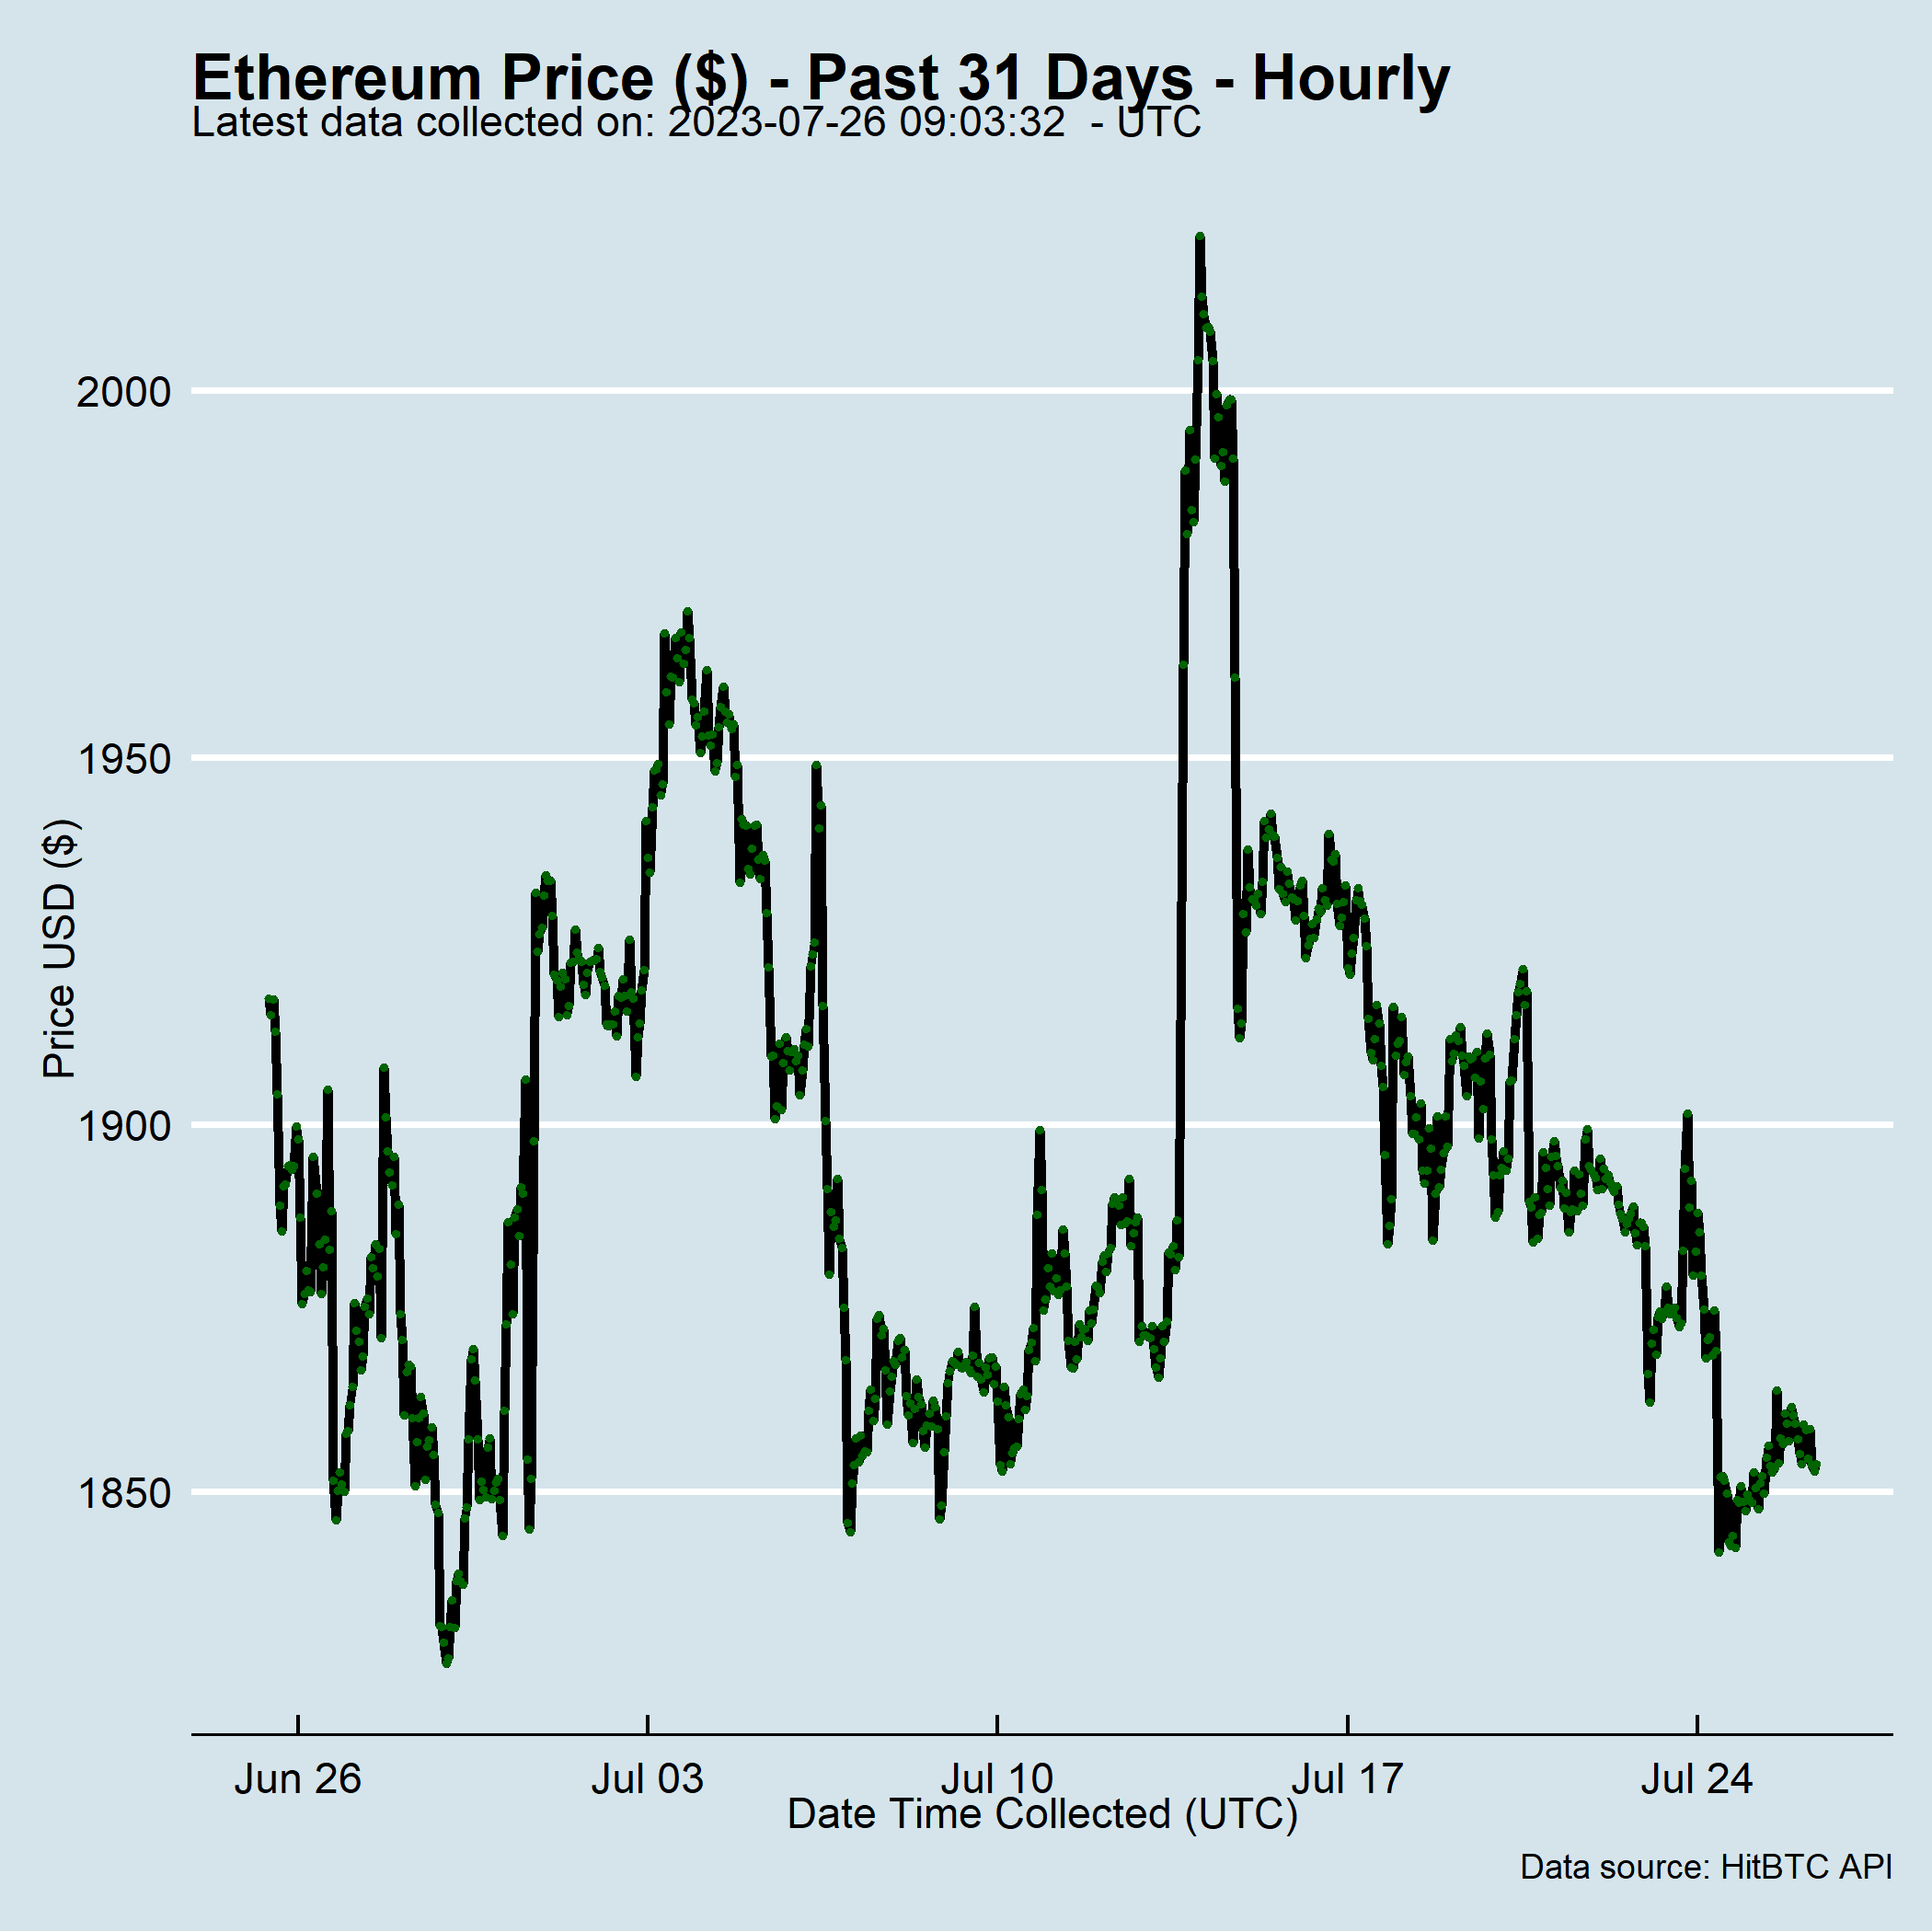 Ethereum Price ($) - Past 31 Days - Hourly
Latest data collected on: 2023-07-26 09:03:32  - UTC
Price USD ($)
2000
1950
1900
1850
Jun 26
Jul 03
Jul 10
Jul 17
Jul 24
Date Time Collected (UTC)
Data source: HitBTC API